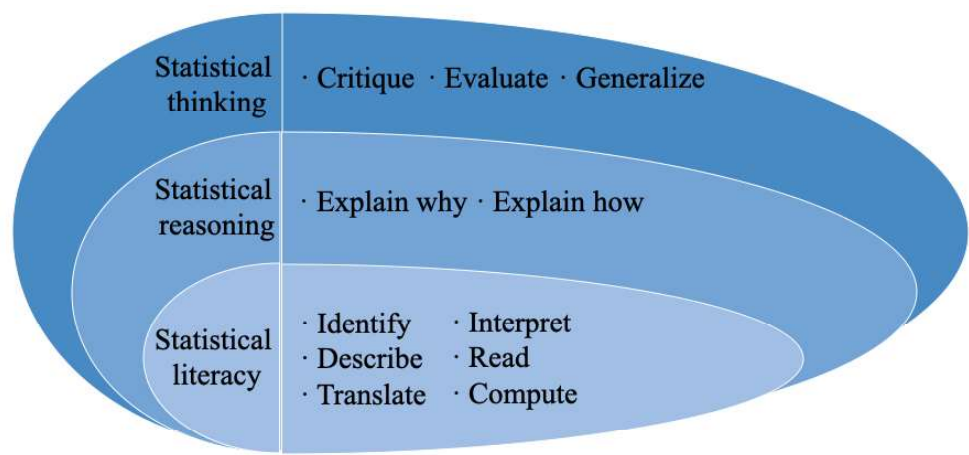 Statistical
thinking
· Critique · Evaluate · Generalize
Statistical
reasoning
· Explain why · Explain how
Statistical
literacy
· Identify · Interpret
· Describe · Read
· Translate · Compute